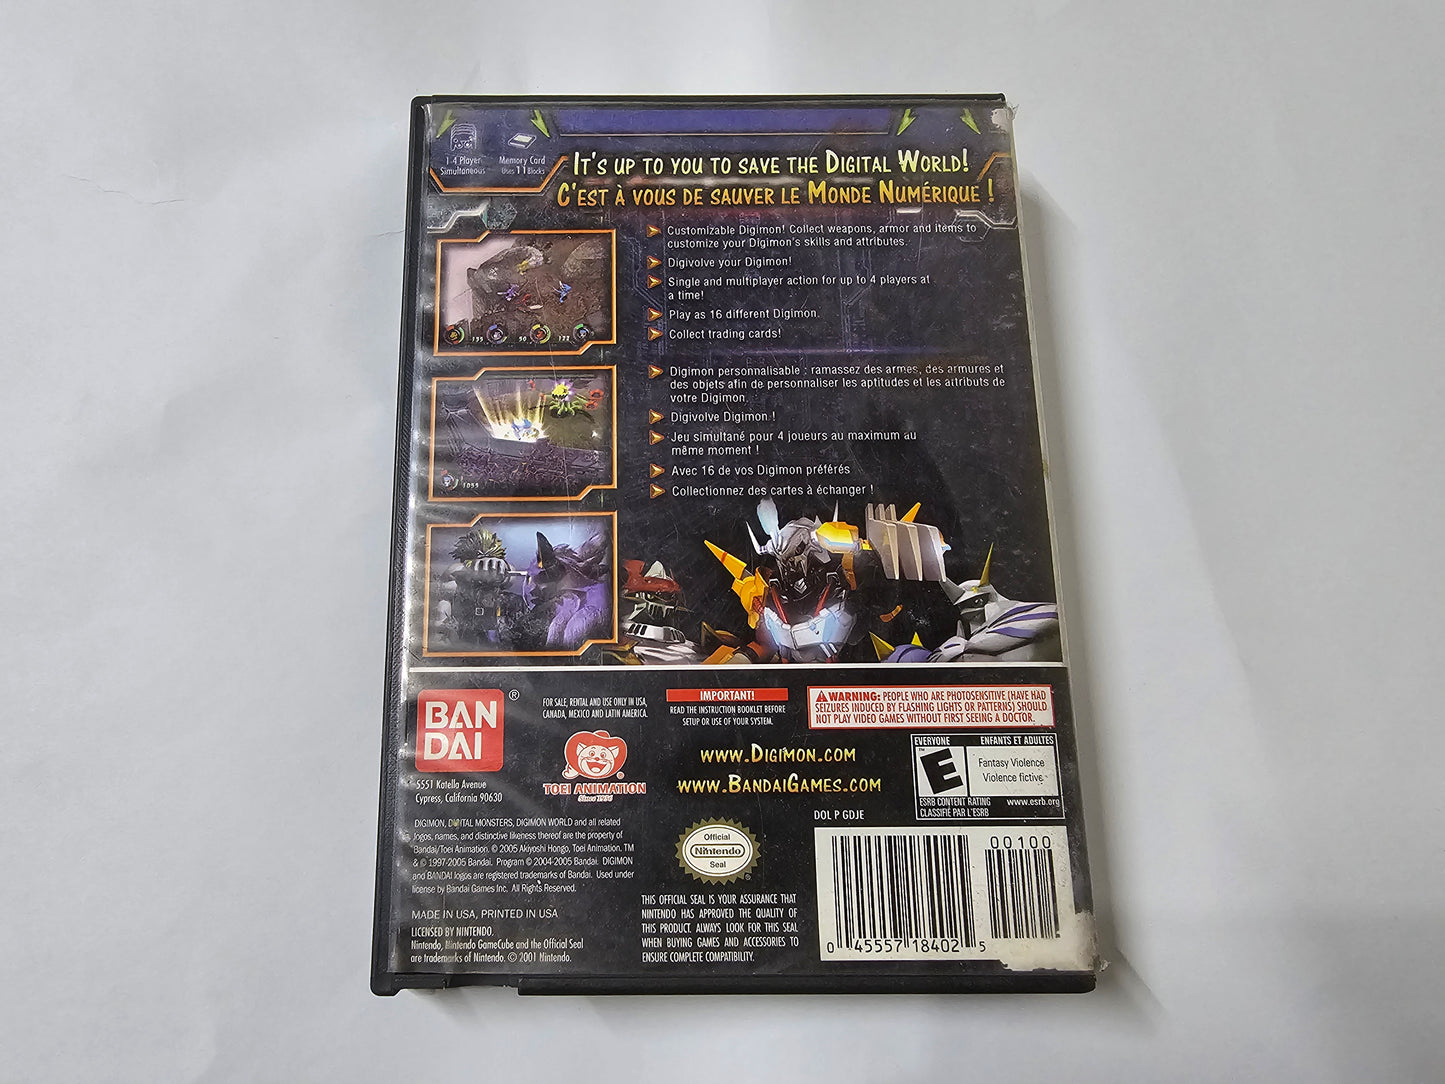 1-4 Player
Simultaneous
Memory Card
Uses 11 Blocks
IT'S UP TO YOU TO SAVE THE DIGITAL WORLD!
C'EST À VOUS DE SAUVER LE MONDE NUMÉRIQUE !
Customizable Digimon! Collect weapons, armor and items to
customize your Digimon's skills and attributes.
Digivolve your Digimon!
Single and multiplayer action for up to 4 players at
a time!
Play as 16 different Digimon.
Collect trading cards!
Digimon personnalisable : ramassez des armes, des armures et
des objets afin de personnaliser les aptitudes et les attributs de
votre Digimon.
Digivolve Digimon !
Jeu simultané pour 4 joueurs au maximum au
même moment !
Avec 16 de vos Digimon préférés
Collectionnez des cartes à échanger !
BAN
DAI
®
5551 Katella Avenue
Cypress, California 90630
FOR SALE, RENTAL AND USE ONLY IN USA,
CANADA, MEXICO AND LATIN AMERICA.
TOEI ANIMATION
Since 1956
IMPORTANT!
READ THE INSTRUCTION BOOKLET BEFORE
SETUP OR USE OF YOUR SYSTEM.
WARNING: PEOPLE WHO ARE PHOTOSENSITIVE (HAVE HAD
SEIZURES INDUCED BY FLASHING LIGHTS OR PATTERNS) SHOULD
NOT PLAY VIDEO GAMES WITHOUT FIRST SEEING A DOCTOR.
WWW.DIGIMON.COM
WWW.BANDAIGAMES.COM
EVERYONE ENFANTS ET ADULTES
E
Fantasy Violence
Violence fictive
ESRB CONTENT RATING www.esrb.org
CLASSIFIÉ PAR L'ESRB
DOL P GDJE
DIGIMON, DIGITAL MONSTERS, DIGIMON WORLD and all related
logos, names, and distinctive likeness thereof are the property of
Bandai/Toei Animation. © 2005 Akiyoshi Hongo, Toei Animation. TM
& © 1997-2005 Bandai. Program © 2004-2005 Bandai. DIGIMON
and BANDAI logos are registered trademarks of Bandai. Used under
license by Bandai Games Inc. All Rights Reserved.
MADE IN USA, PRINTED IN USA
LICENSED BY NINTENDO.
Nintendo, Nintendo GameCube and the Official Seal
are trademarks of Nintendo. © 2001 Nintendo.
Official
Nintendo
Seal
®
THIS OFFICIAL SEAL IS YOUR ASSURANCE THAT
NINTENDO HAS APPROVED THE QUALITY OF
THIS PRODUCT. ALWAYS LOOK FOR THIS SEAL
WHEN BUYING GAMES AND ACCESSORIES TO
ENSURE COMPLETE COMPATIBILITY.
00100
0 45557 18402 5